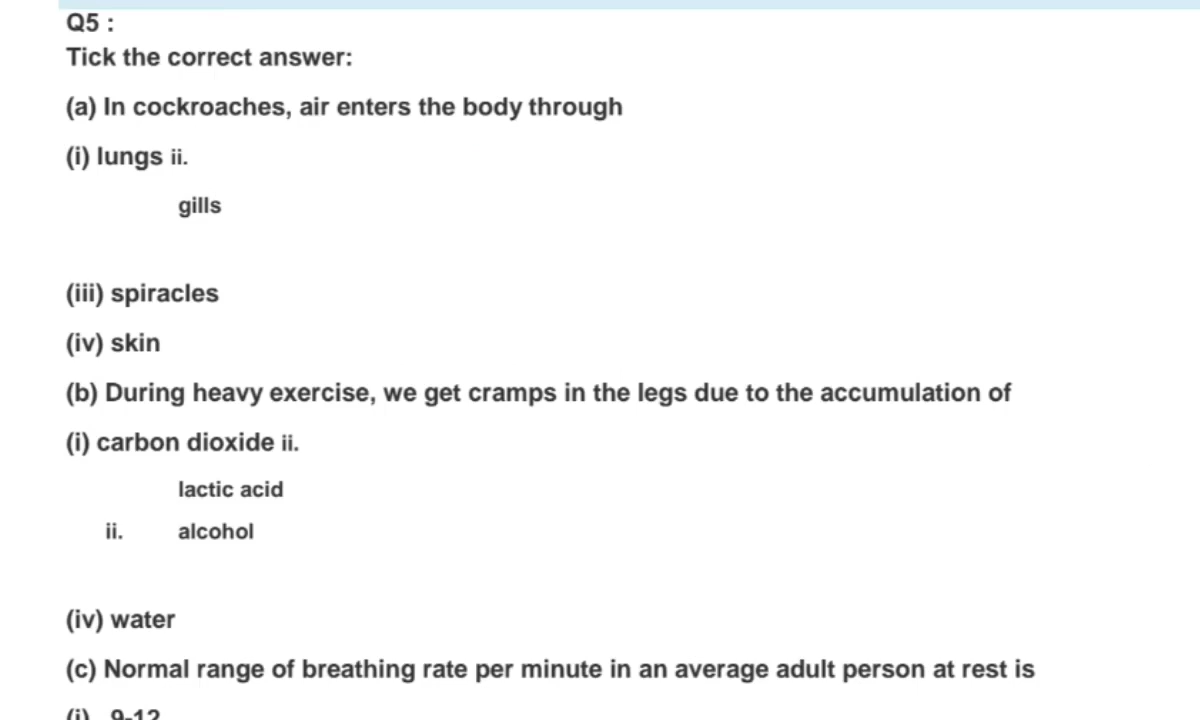 Q5 :
Tick the correct answer:
(a) In cockroaches, air enters the body through
(i) lungs ii.
gills
(iii) spiracles
(iv) skin
(b) During heavy exercise, we get cramps in the legs due to the accumulation of
(i) carbon dioxide ii.
lactic acid
ii. alcohol
(iv) water
(c) Normal range of breathing rate per minute in an average adult person at rest is
(i) 9-12